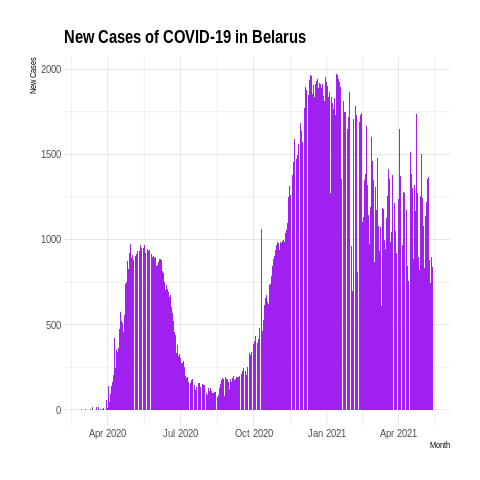 New Cases of COVID-19 in Belarus
New Cases
2000
1500
1000
500
0
Apr 2020 Jul 2020 Oct 2020 Jan 2021 Apr 2021
Month